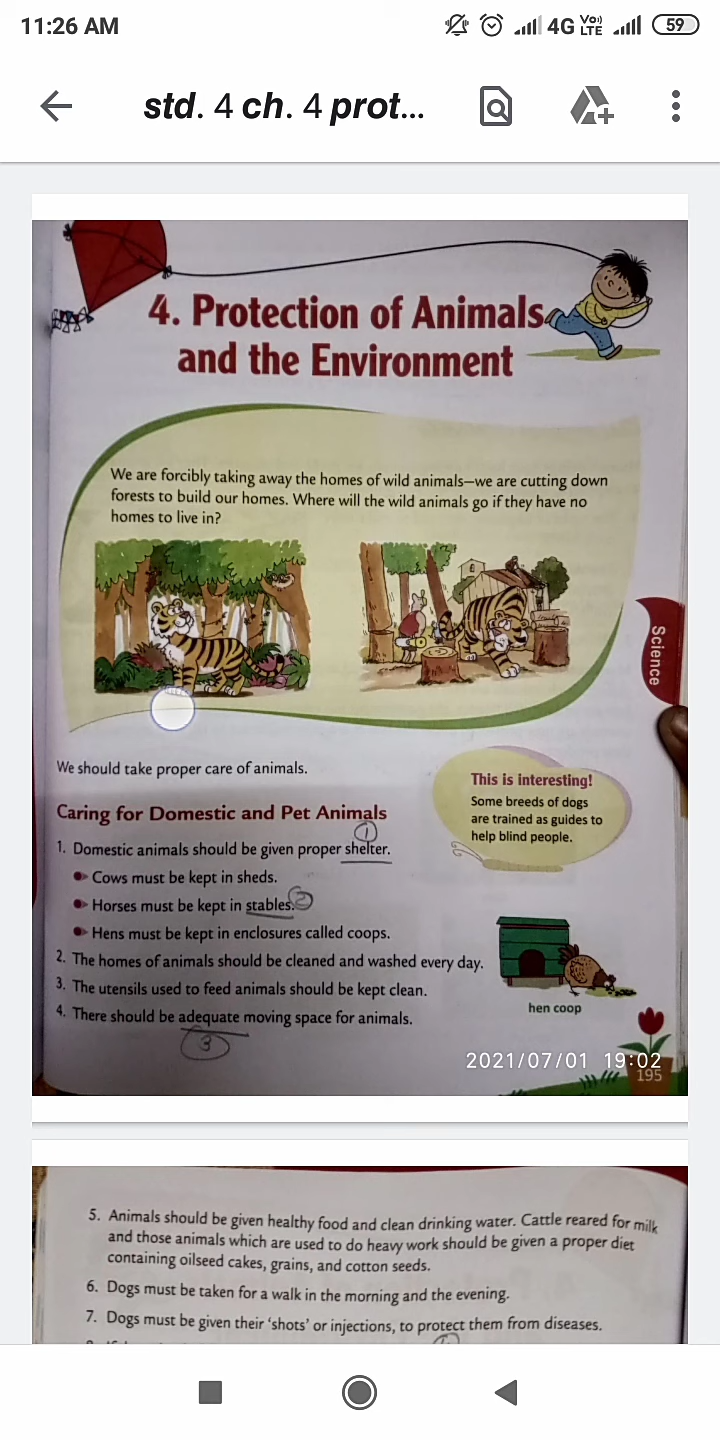 11:26 AM
4G Vo)) LTE 59
std. 4 ch. 4 prot...
4. Protection of Animals
and the Environment
We are forcibly taking away the homes of wild animals—we are cutting down
forests to build our homes. Where will the wild animals go if they have no
homes to live in?
Science
We should take proper care of animals.
This is interesting!
Some breeds of dogs
are trained as guides to
help blind people.
Caring for Domestic and Pet Animals
1
1. Domestic animals should be given proper shelter.
Cows must be kept in sheds.
Horses must be kept in stables. 2
Hens must be kept in enclosures called coops.
2. The homes of animals should be cleaned and washed every day.
3. The utensils used to feed animals should be kept clean.
4. There should be adequate moving space for animals.
3
hen coop
2021/07/01 19:02
195
5. Animals should be given healthy food and clean drinking water. Cattle reared for milk
and those animals which are used to do heavy work should be given a proper diet
containing oilseed cakes, grains, and cotton seeds.
6. Dogs must be taken for a walk in the morning and the evening.
7. Dogs must be given their 'shots' or injections, to protect them from diseases.